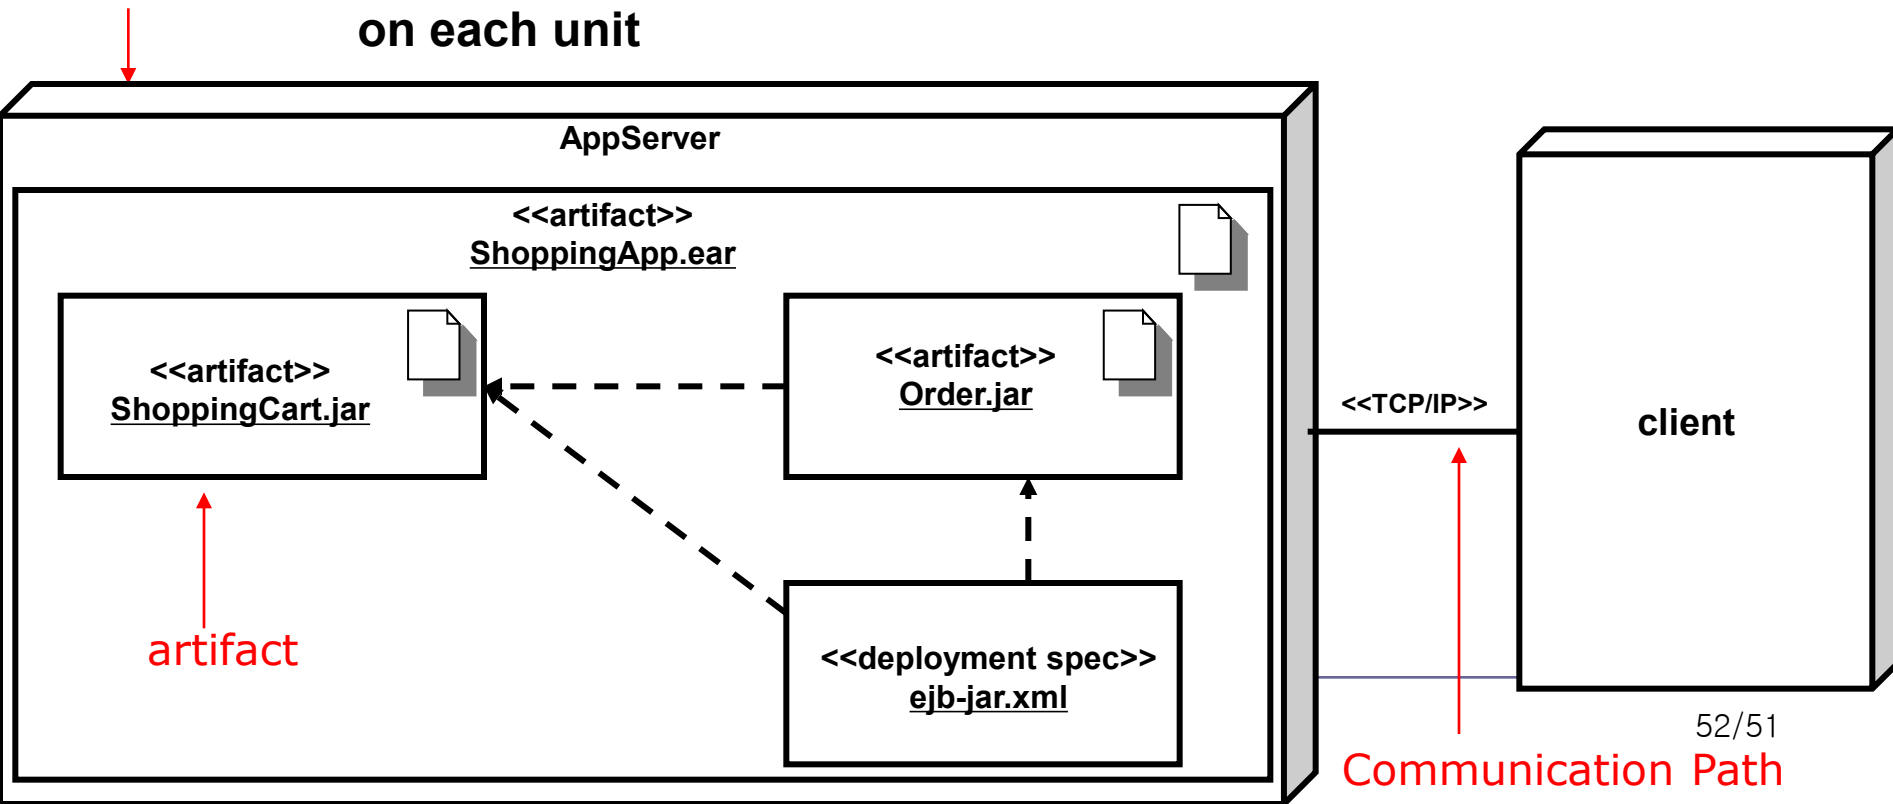 on each unit
AppServer
<<artifact>>
ShoppingApp.ear
<<artifact>>
ShoppingCart.jar
<<artifact>>
Order.jar
<<TCP/IP>>
client
artifact
<<deployment spec>>
ejb-jar.xml
52/51
Communication Path